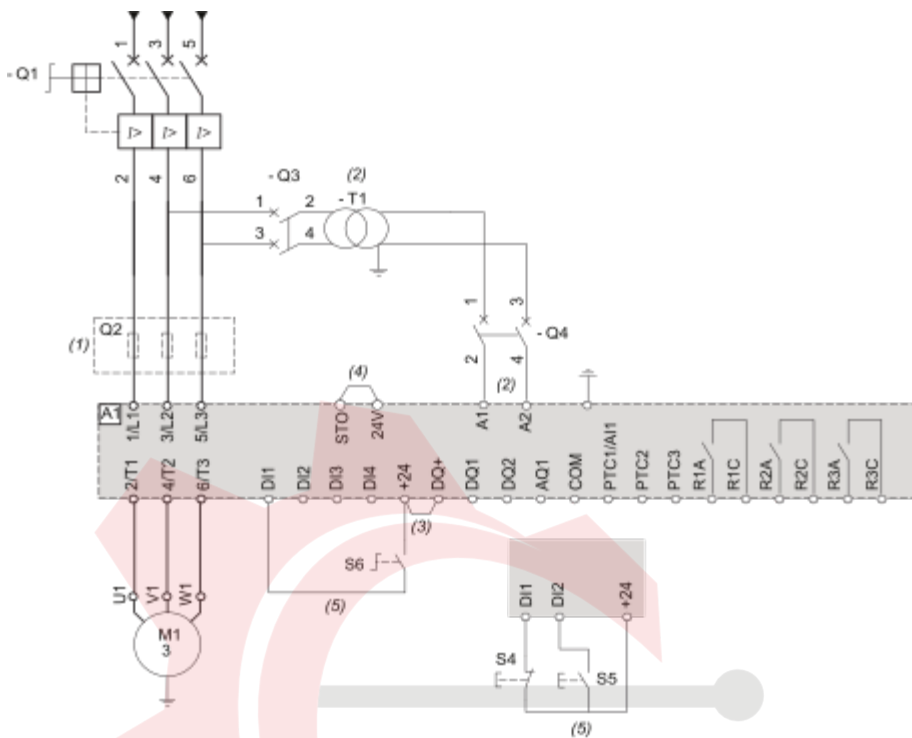 1 3 5
- Q1
I> I> I>
2 4 6
- Q3 (2)
1 2 - T1
3 4
1 3
Q2
(1)
- Q4
2 4
(4) (2)
A1 1/L1 3/L2 5/L3 STO 24V A1 A2
2/T1 4/T2 6/T3 DI1 DI2 DI3 DI4 +24 DQ+ DQ1 DQ2 AQ1 COM PTC1/AI1 PTC2 PTC3 R1A R1C R2A R2C R3A R3C
(3)
S6
(5)
U1 V1 W1
DI1 DI2 +24
M1
3
S4 S5
(5)